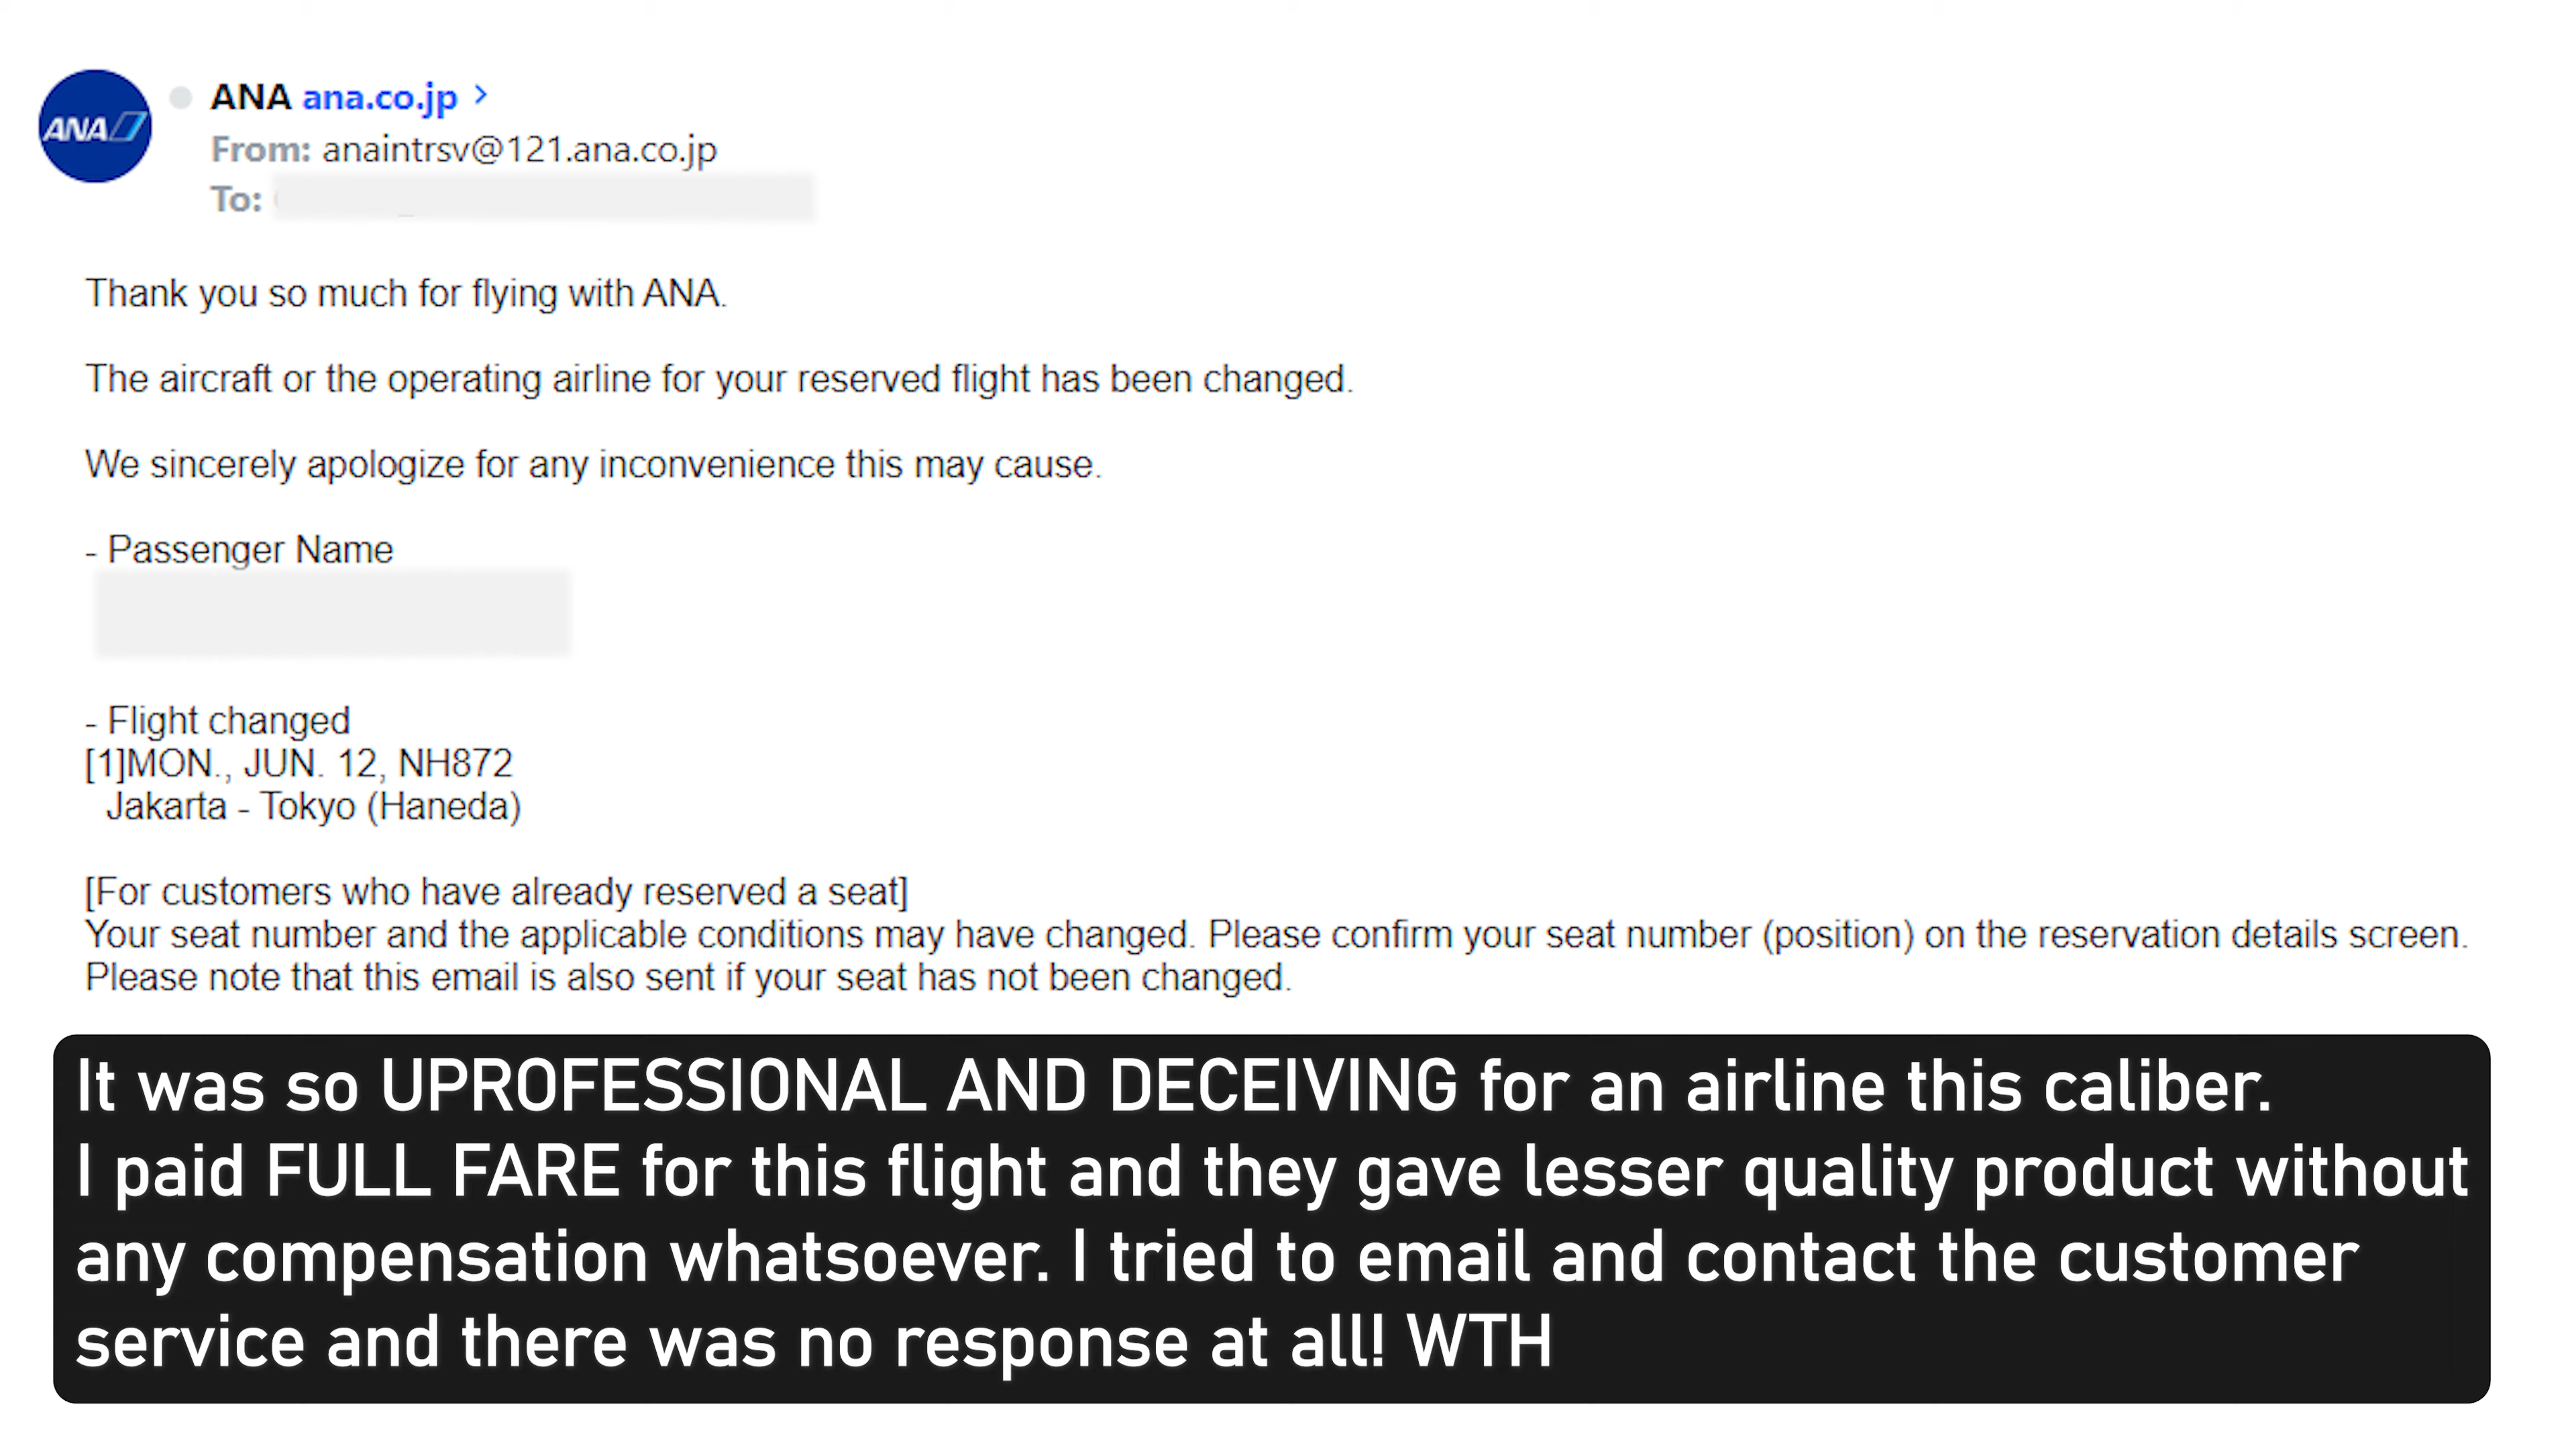 ANA
ANA ana.co.jp >
From: anaintrsv@121.ana.co.jp
To:
Thank you so much for flying with ANA.
The aircraft or the operating airline for your reserved flight has been changed.
We sincerely apologize for any inconvenience this may cause.
- Passenger Name
- Flight changed
[1]MON., JUN. 12, NH872
Jakarta - Tokyo (Haneda)
[For customers who have already reserved a seat]
Your seat number and the applicable conditions may have changed. Please confirm your seat number (position) on the reservation details screen.
Please note that this email is also sent if your seat has not been changed.
It was so UPROFESSIONAL AND DECEIVING for an airline this caliber.
I paid FULL FARE for this flight and they gave lesser quality product without
any compensation whatsoever. I tried to email and contact the customer
service and there was no response at all! WTH